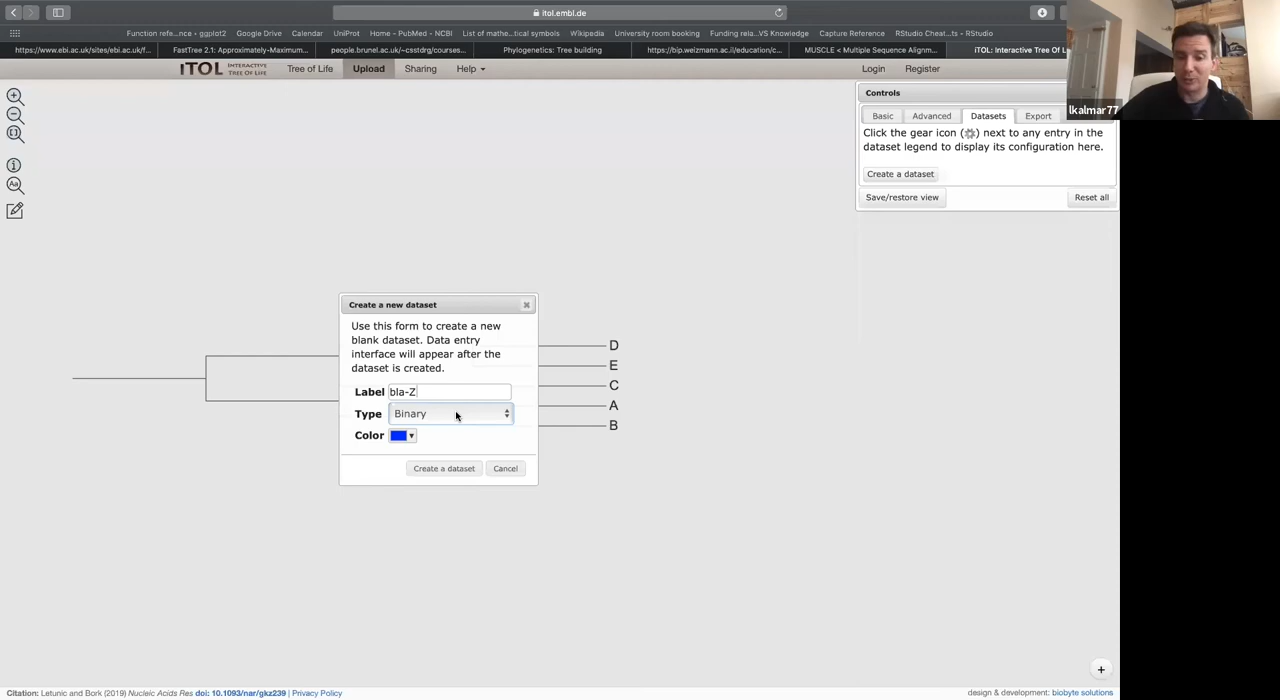 itol.embl.de
Function refe...nce • ggplot2 Google Drive Calendar UniProt Home - PubMed - NCBI List of mathe...tical symbols Wikipedia University room booking Funding rela...VS Knowledge Capture Reference RStudio Cheat...ts - RStudio
https://www.ebi.ac.uk/sites/ebi.ac.uk/f... FastTree 2.1: Approximately-Maximum... people.brunel.ac.uk/~csstdrg/courses... Phylogenetics: Tree building https://bip.weizmann.ac.il/education/c... MUSCLE < Multiple Sequence Alignm... iTOL: Interactive Tree Of L
iTOL INTERACTIVE TREE OF LIFE Tree of Life Upload Sharing Help Login Register
lkalmar77
Controls
Basic Advanced Datasets Export
Click the gear icon ( ) next to any entry in the
dataset legend to display its configuration here.
Create a dataset
Save/restore view Reset all
Aa
Create a new dataset
Use this form to create a new
blank dataset. Data entry
interface will appear after the
dataset is created.
Label bla-Z
Type Binary
Color
Create a dataset Cancel
D
E
C
A
B
Citation: Letunic and Bork (2019) Nucleic Acids Res doi: 10.1093/nar/gkz239 | Privacy Policy
design & development: biobyte solutions